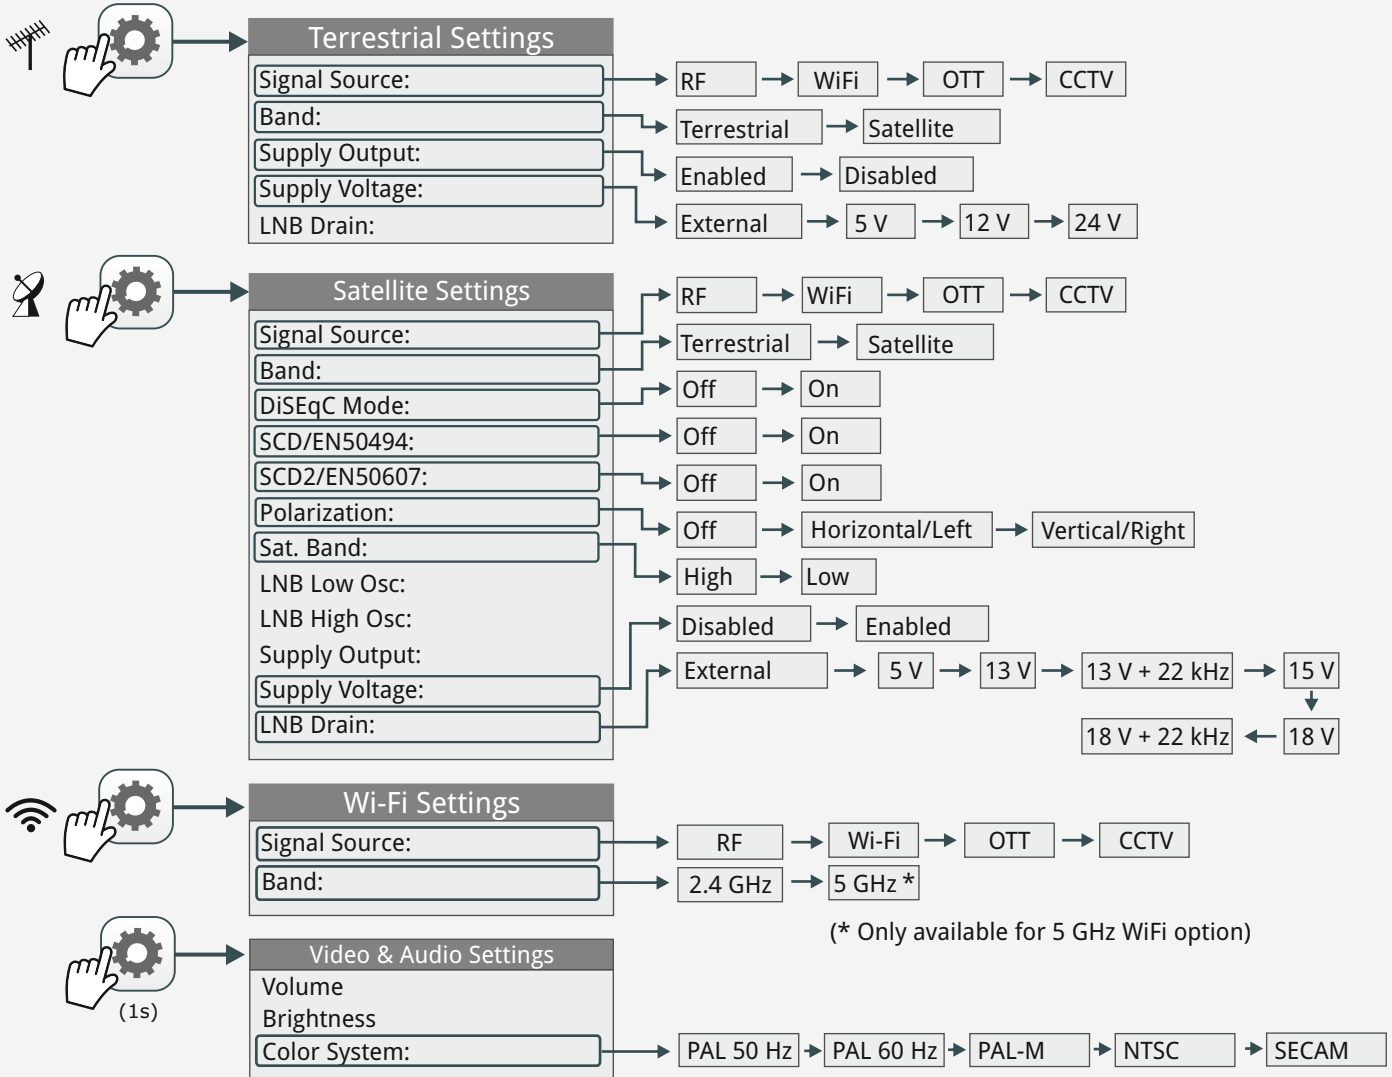 Terrestrial Settings
Signal Source: RF WiFi OTT CCTV
Band: Terrestrial Satellite
Supply Output: Enabled Disabled
Supply Voltage: External 5 V 12 V 24 V
LNB Drain:
Satellite Settings
Signal Source: RF WiFi OTT CCTV
Band: Terrestrial Satellite
DiSEqC Mode: Off On
SCD/EN50494: Off On
SCD2/EN50607: Off On
Polarization: Off Horizontal/Left Vertical/Right
Sat. Band: High Low
LNB Low Osc:
LNB High Osc:
Supply Output:
Supply Voltage: Disabled Enabled
LNB Drain: External 5 V 13 V 13 V + 22 kHz 15 V
18 V + 22 kHz 18 V
Wi-Fi Settings
Signal Source: RF Wi-Fi OTT CCTV
Band: 2.4 GHz 5 GHz *
(* Only available for 5 GHz WiFi option)
(1s)
Video & Audio Settings
Volume
Brightness
Color System: PAL 50 Hz PAL 60 Hz PAL-M NTSC SECAM